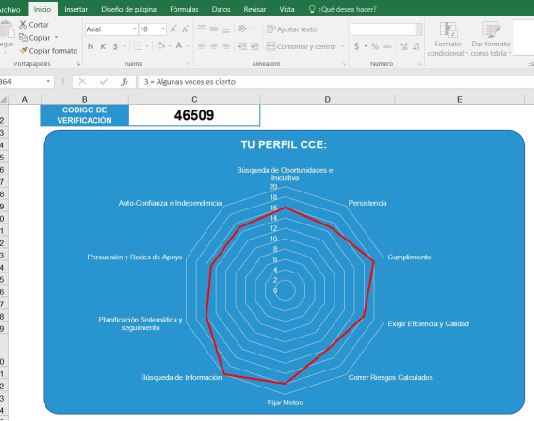 Archivo Inicio Insertar Diseño de página Fórmulas Datos Revisar Vista ¿Qué desea hacer?
Cortar
Copiar
Copiar formato
Portapapeles
Arial 10
N K S
Fuente
Ajustar texto
Combinar y centrar
Alineación
$ % 000
Número
Formato condicional
Dar formato como tabla
B64
fx 3 = Algunas veces es cierto
A B C D E
CODIGO DE
VERIFICACIÓN
46509
TU PERFIL CCE:
Búsqueda de Oportunidades e
Iniciativa
Auto-Confianza e Independencia
Persistencia
20
18
16
14
12
10
8
6
4
2
0
Persuación y Redes de Apoyo
Cumplimiento
Planificación Sistemática y
seguimiento
Exigir Eficiencia y Calidad
Búsqueda de Información
Correr Riesgos Calculados
Fijar Metas